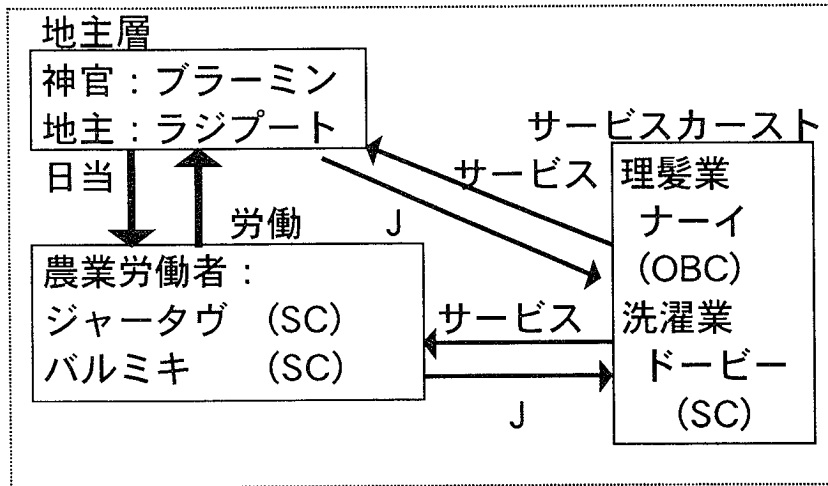 地主層
神官：ブラーミン
地主：ラジプート
日当
労働
J
サービス
農業労働者：
ジャータヴ (SC)
バルミキ (SC)
サービス
J
サービスカースト
理髪業
ナーイ
(OBC)
洗濯業
ドービー
(SC)